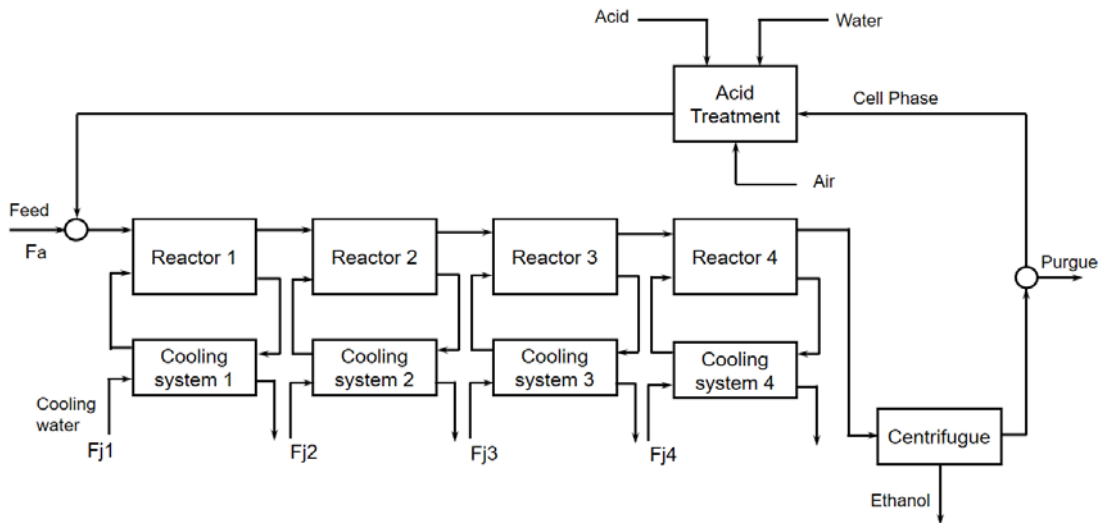 Acid
Water
Acid
Treatment
Cell Phase
Air
Feed
Fa
Reactor 1
Reactor 2
Reactor 3
Reactor 4
Purgue
Cooling
system 1
Cooling
system 2
Cooling
system 3
Cooling
system 4
Cooling
water
Fj1
Fj2
Fj3
Fj4
Centrifugue
Ethanol